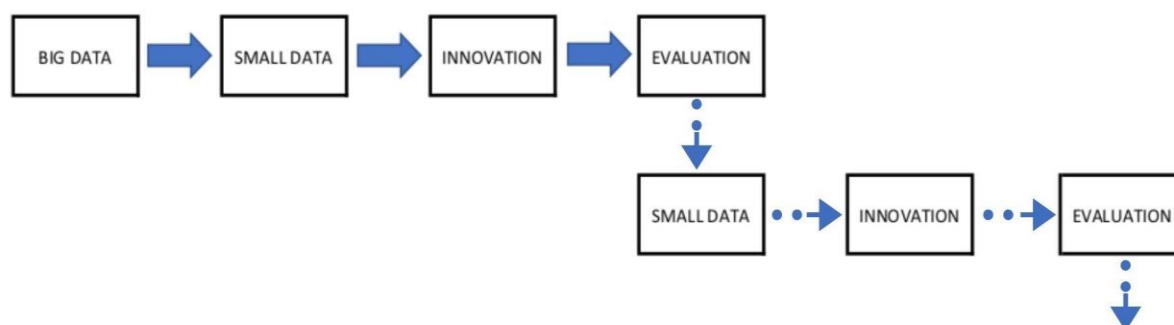 BIG DATA
SMALL DATA
INNOVATION
EVALUATION
SMALL DATA
INNOVATION
EVALUATION